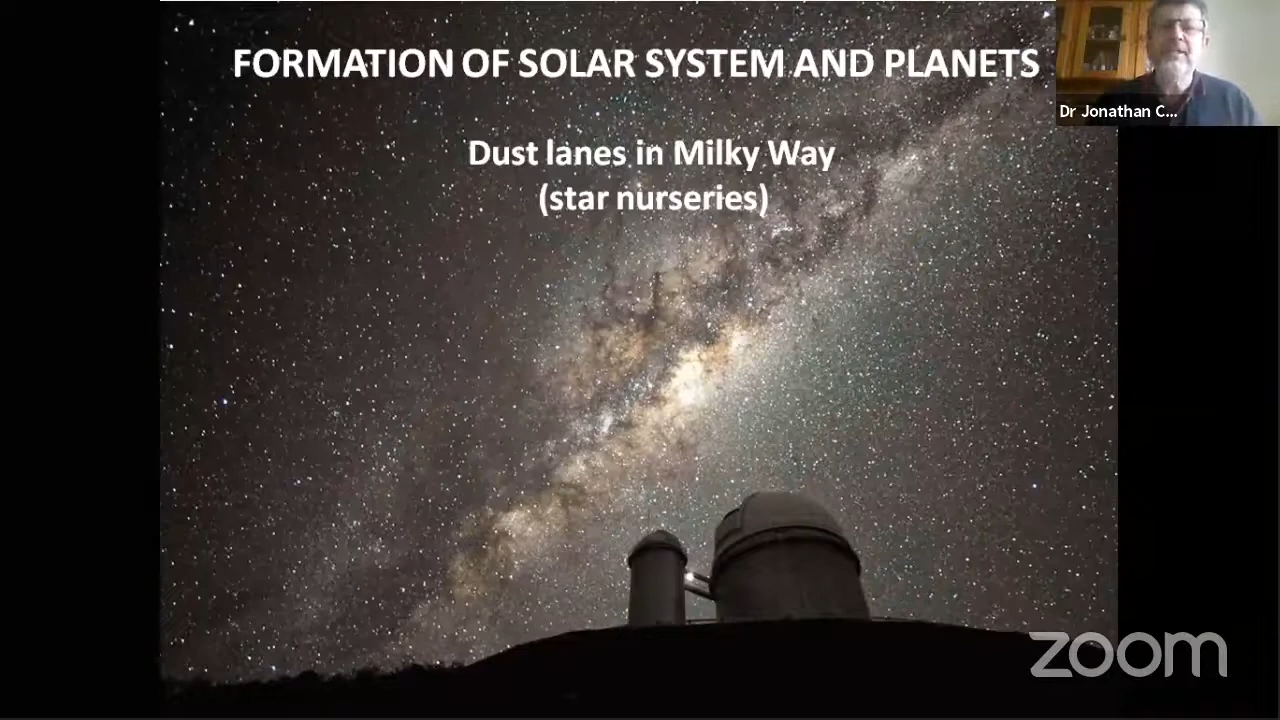 FORMATION OF SOLAR SYSTEM AND PLANETS
Dust lanes in Milky Way
(star nurseries)
Dr Jonathan C...
zoom